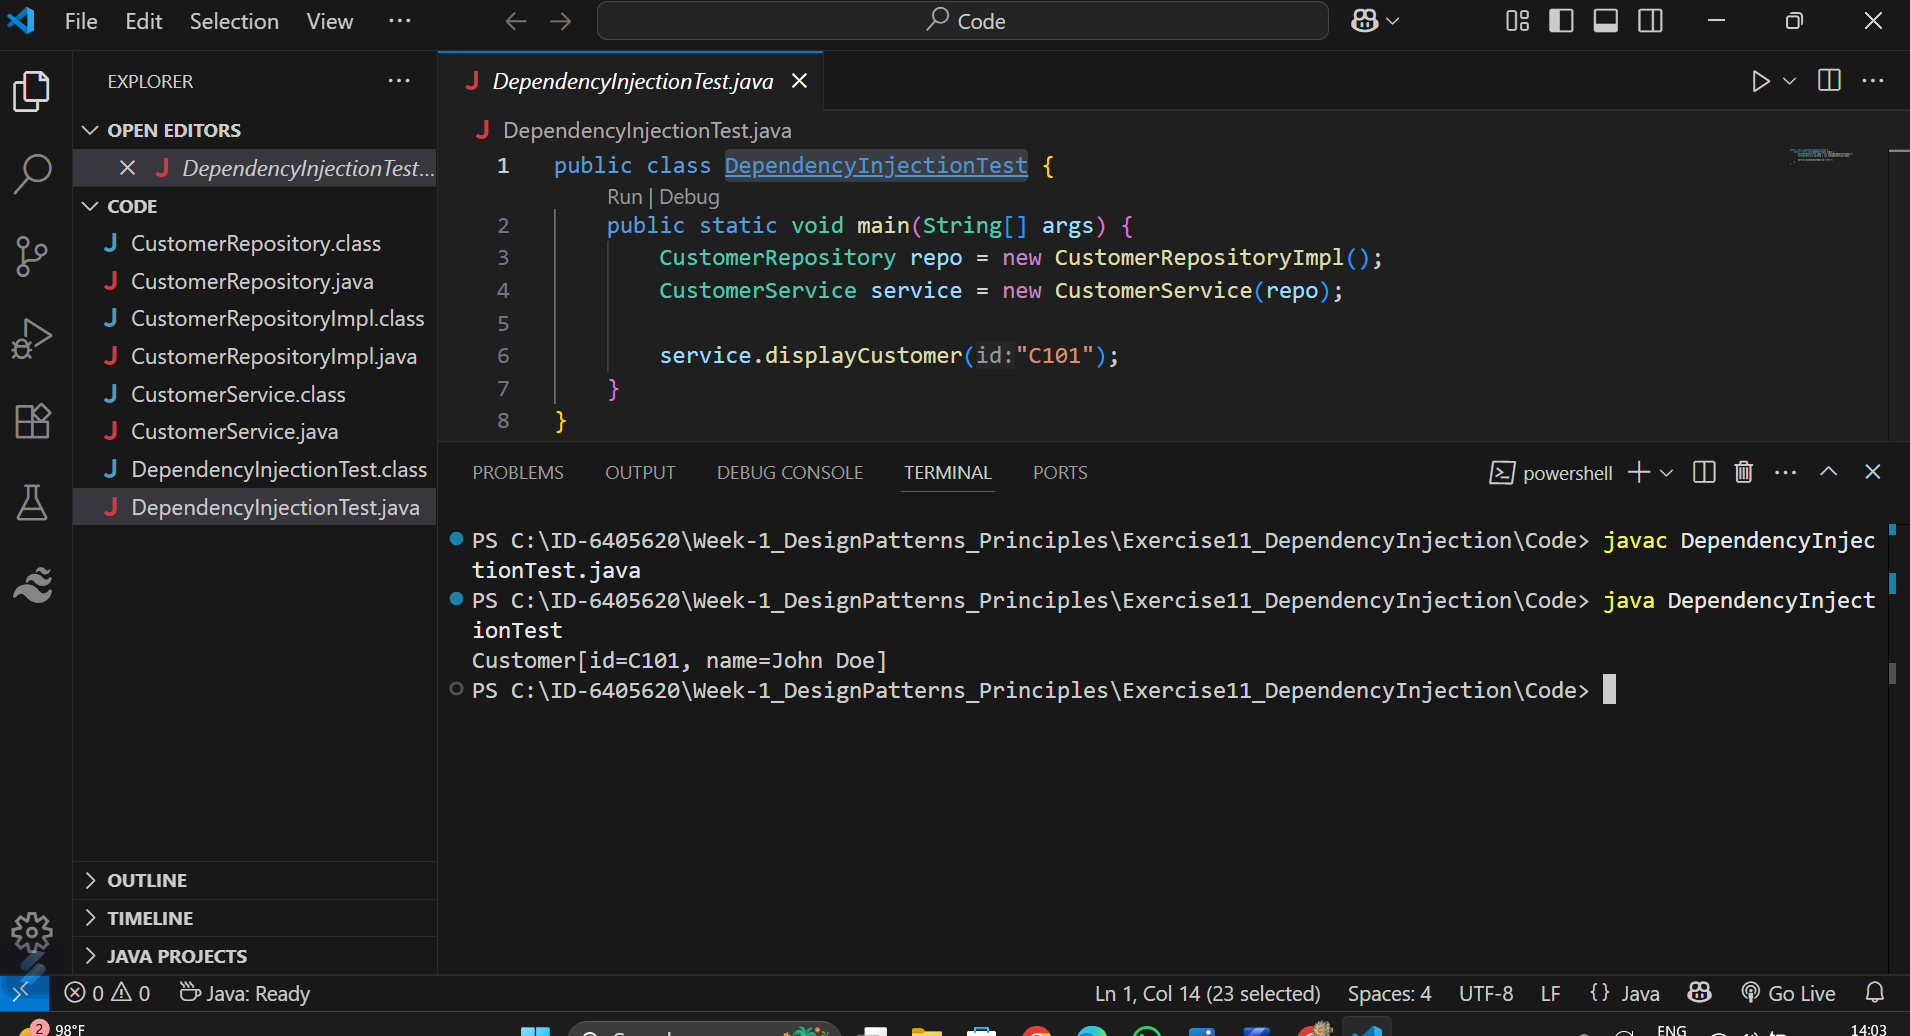 File Edit Selection View ···
Code
EXPLORER ···
OPEN EDITORS
DependencyInjectionTest...
CODE
CustomerRepository.class
CustomerRepository.java
CustomerRepositoryImpl.class
CustomerRepositoryImpl.java
CustomerService.class
CustomerService.java
DependencyInjectionTest.class
DependencyInjectionTest.java
OUTLINE
TIMELINE
JAVA PROJECTS
DependencyInjectionTest.java
DependencyInjectionTest.java
1 public class DependencyInjectionTest {
Run | Debug
2 public static void main(String[] args) {
3 CustomerRepository repo = new CustomerRepositoryImpl();
4 CustomerService service = new CustomerService(repo);
5
6 service.displayCustomer(id:"C101");
7 }
8 }
PROBLEMS OUTPUT DEBUG CONSOLE TERMINAL PORTS
powershell
PS C:\ID-6405620\Week-1_DesignPatterns_Principles\Exercise11_DependencyInjection\Code> javac DependencyInjec
tionTest.java
PS C:\ID-6405620\Week-1_DesignPatterns_Principles\Exercise11_DependencyInjection\Code> java DependencyInject
ionTest
Customer[id=C101, name=John Doe]
PS C:\ID-6405620\Week-1_DesignPatterns_Principles\Exercise11_DependencyInjection\Code>
0 0 Java: Ready
Ln 1, Col 14 (23 selected) Spaces: 4 UTF-8 LF {} Java Go Live
2 98°F
ENG
14:03